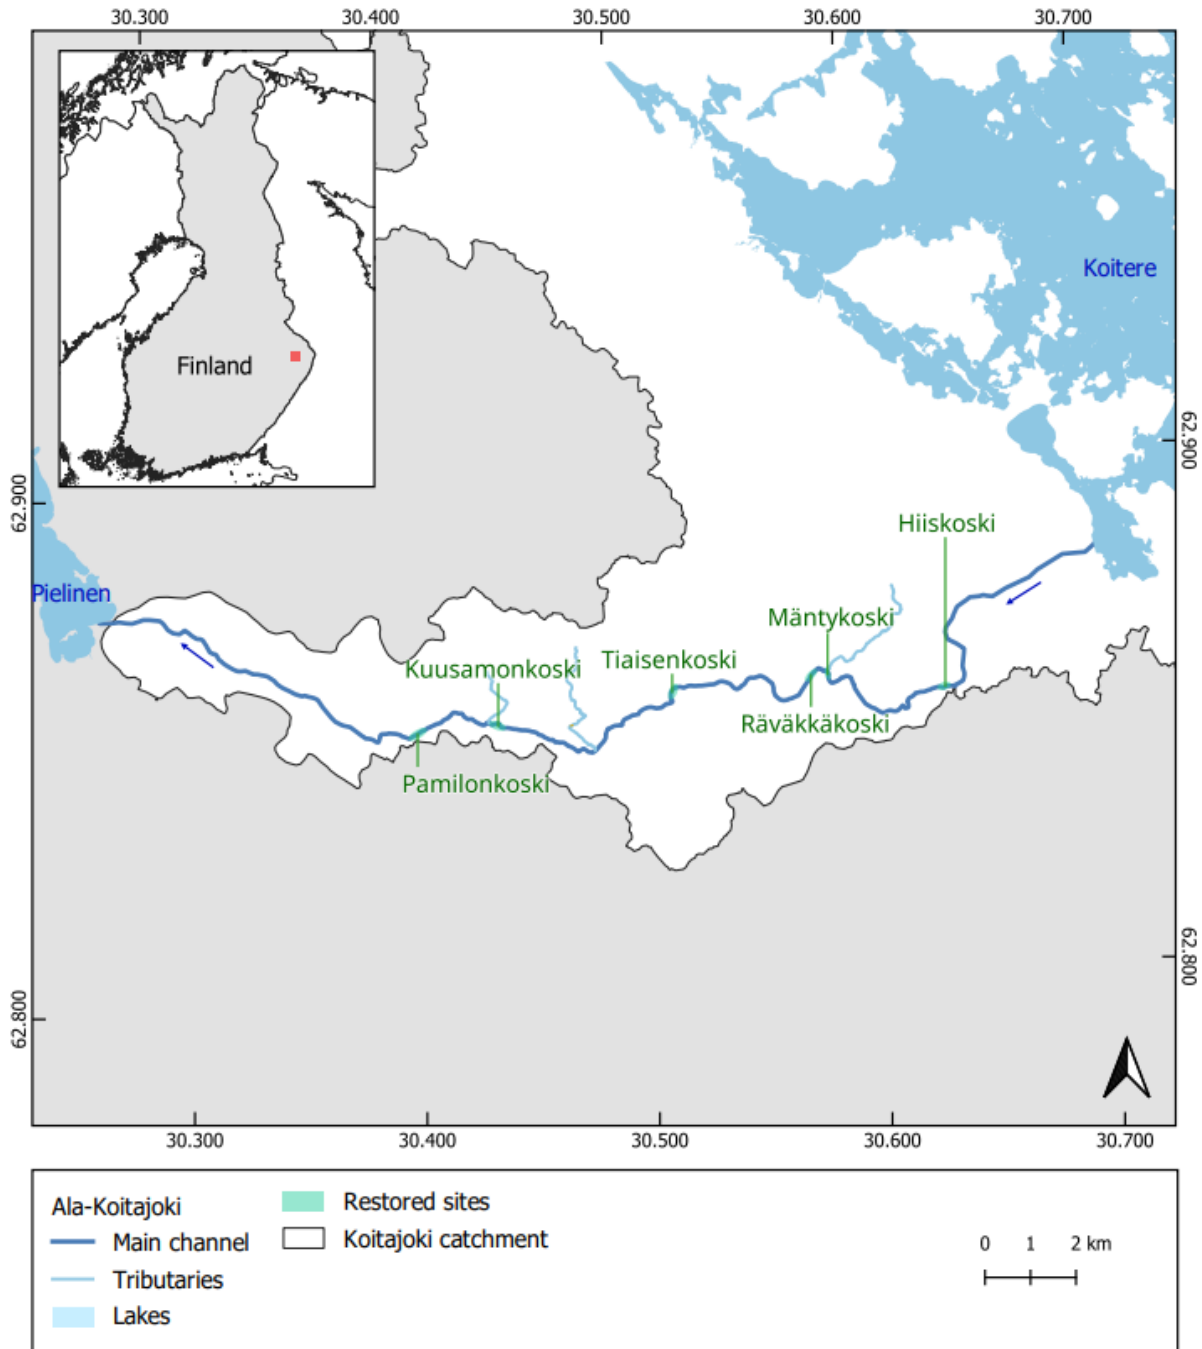 30.300 30.400 30.500 30.600 30.700
Koitere
Finland
62.900
62.900
Hiiskoski
Pielinen
Mäntykoski
Kuusamonkoski Tiaisenkoski
Räväkkäkoski
Pamilonkoski
62.800
62.800
30.300 30.400 30.500 30.600 30.700
Ala-Koitajoki
Main channel
Tributaries
Lakes
Restored sites
Koitajoki catchment
0 1 2 km